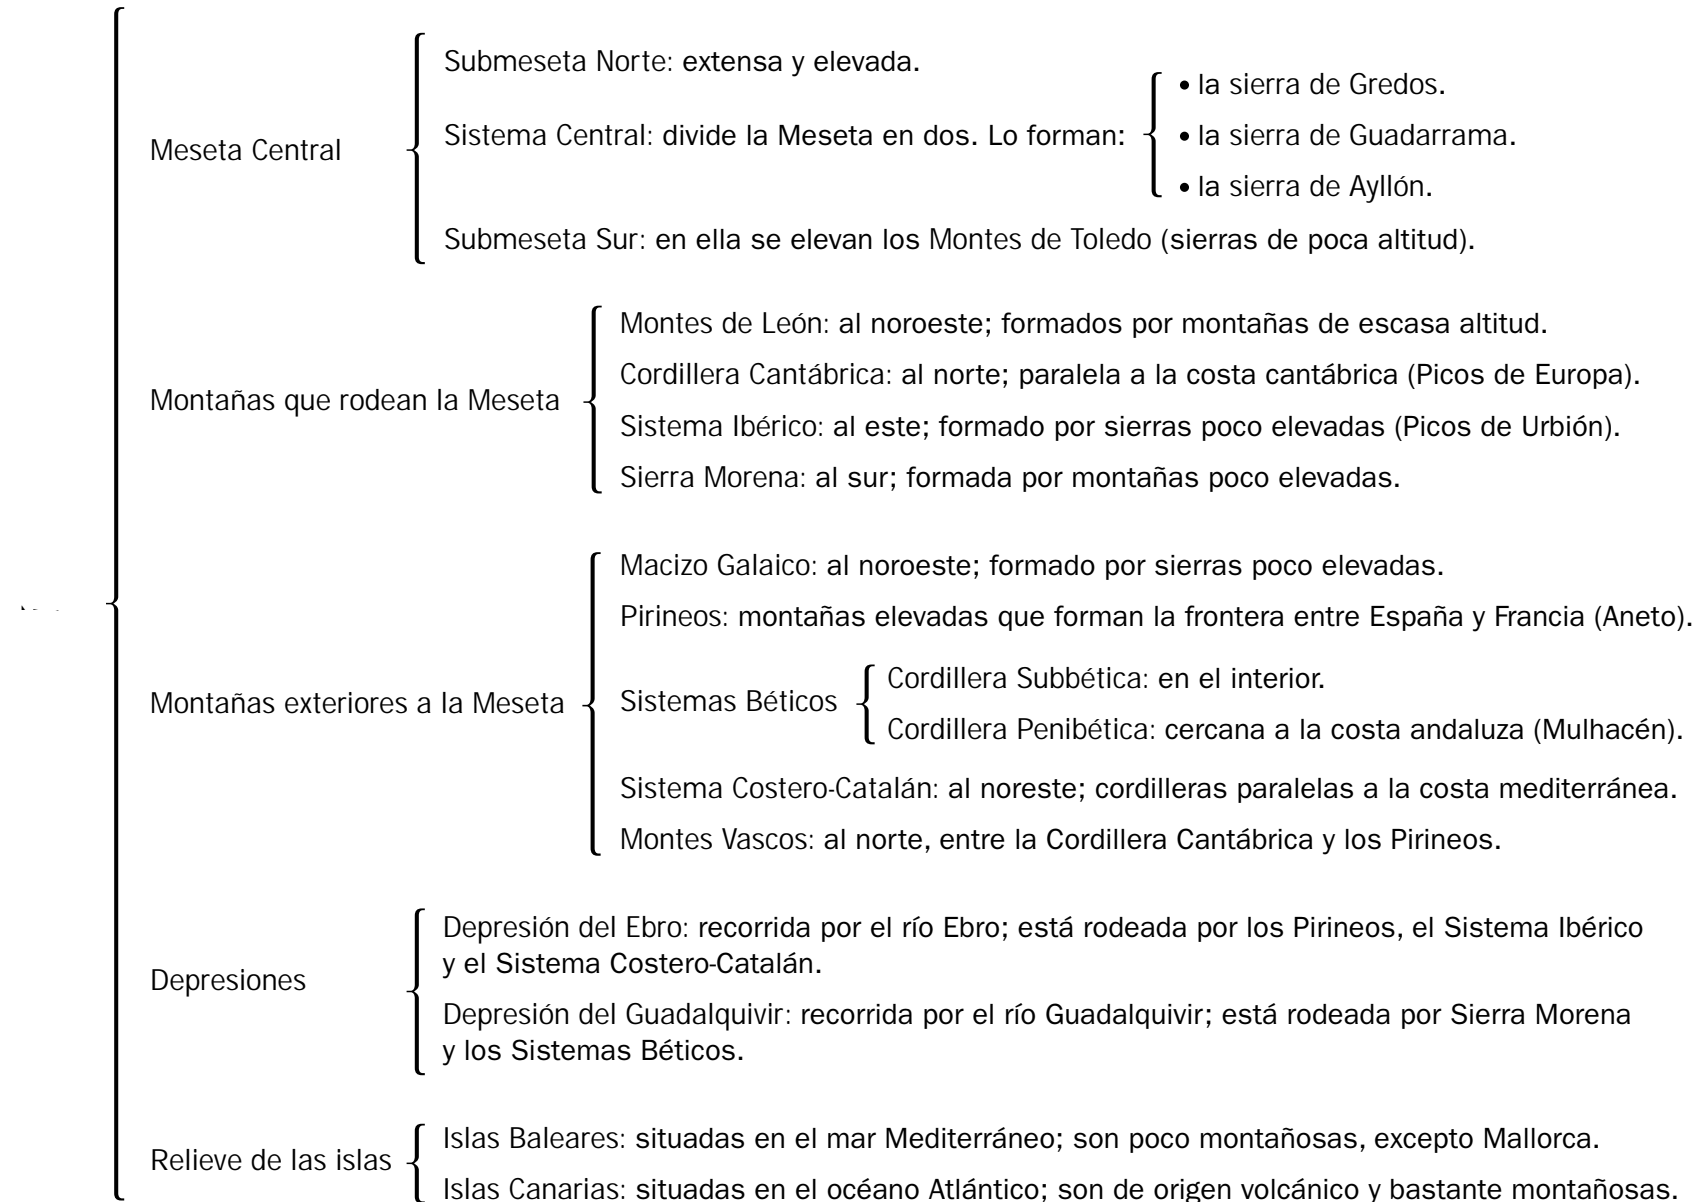 Submeseta Norte: extensa y elevada.
• la sierra de Gredos.
Sistema Central: divide la Meseta en dos. Lo forman:
• la sierra de Guadarrama.
Meseta Central
• la sierra de Ayllón.
Submeseta Sur: en ella se elevan los Montes de Toledo (sierras de poca altitud).
Montes de León: al noroeste; formados por montañas de escasa altitud.
Cordillera Cantábrica: al norte; paralela a la costa cantábrica (Picos de Europa).
Montañas que rodean la Meseta
Sistema Ibérico: al este; formado por sierras poco elevadas (Picos de Urbión).
Sierra Morena: al sur; formada por montañas poco elevadas.
Macizo Galaico: al noroeste; formado por sierras poco elevadas.
Pirineos: montañas elevadas que forman la frontera entre España y Francia (Aneto).
Montañas exteriores a la Meseta
Sistemas Béticos
Cordillera Subbética: en el interior.
Cordillera Penibética: cercana a la costa andaluza (Mulhacén).
Sistema Costero-Catalán: al noreste; cordilleras paralelas a la costa mediterránea.
Montes Vascos: al norte, entre la Cordillera Cantábrica y los Pirineos.
Depresiones
Depresión del Ebro: recorrida por el río Ebro; está rodeada por los Pirineos, el Sistema Ibérico
y el Sistema Costero-Catalán.
Depresión del Guadalquivir: recorrida por el río Guadalquivir; está rodeada por Sierra Morena
y los Sistemas Béticos.
Relieve de las islas
Islas Baleares: situadas en el mar Mediterráneo; son poco montañosas, excepto Mallorca.
Islas Canarias: situadas en el océano Atlántico; son de origen volcánico y bastante montañosas.